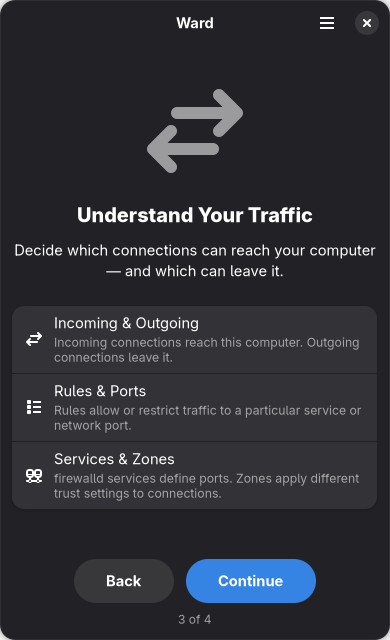 Ward
Understand Your Traffic
Decide which connections can reach your computer
— and which can leave it.
Incoming & Outgoing
Incoming connections reach this computer. Outgoing
connections leave it.
Rules & Ports
Rules allow or restrict traffic to a particular service or
network port.
Services & Zones
firewalld services define ports. Zones apply different
trust settings to connections.
Back
Continue
3 of 4